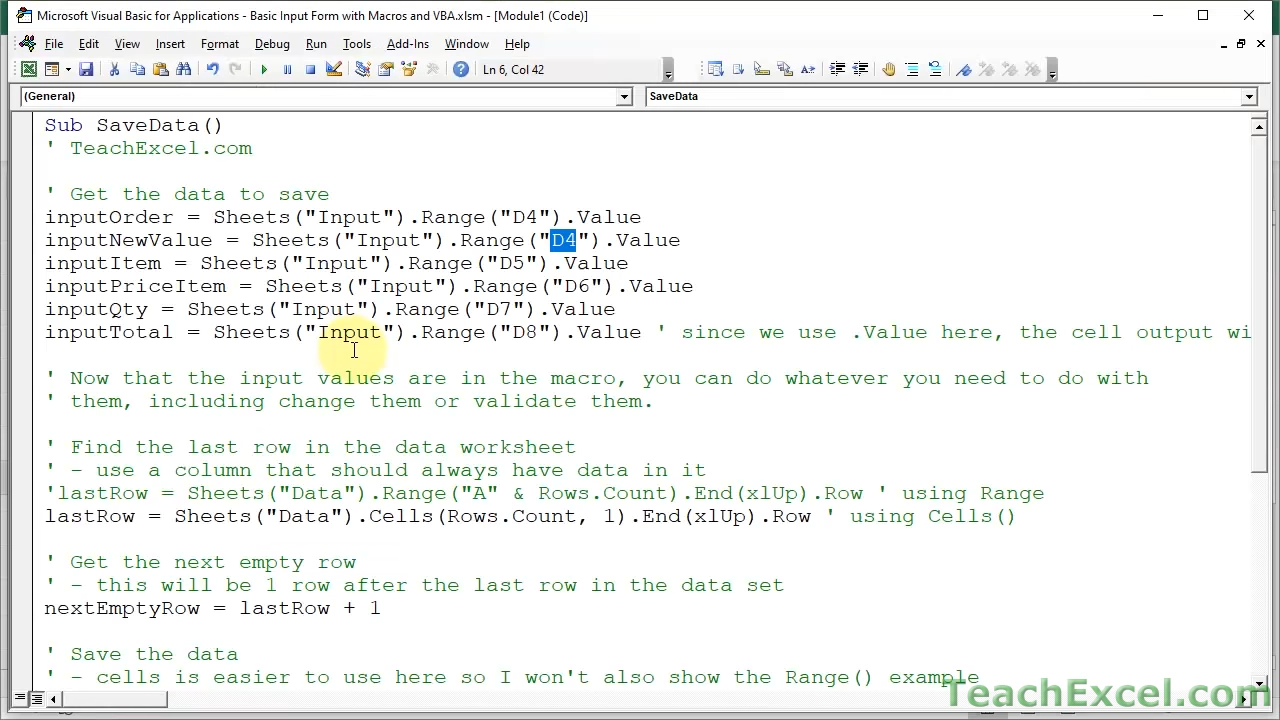 Microsoft Visual Basic for Applications - Basic Input Form with Macros and VBA.xlsm - [Module1 (Code)]
File Edit View Insert Format Debug Run Tools Add-Ins Window Help
Ln 6, Col 42
(General) SaveData
Sub SaveData()
' TeachExcel.com
' Get the data to save
inputOrder = Sheets("Input").Range("D4").Value
inputNewValue = Sheets("Input").Range("D4").Value
inputItem = Sheets("Input").Range("D5").Value
inputPriceItem = Sheets("Input").Range("D6").Value
inputQty = Sheets("Input").Range("D7").Value
inputTotal = Sheets("Input").Range("D8").Value ' since we use .Value here, the cell output wi
' Now that the input values are in the macro, you can do whatever you need to do with
' them, including change them or validate them.
' Find the last row in the data worksheet
' - use a column that should always have data in it
'lastRow = Sheets("Data").Range("A" & Rows.Count).End(xlUp).Row ' using Range
lastRow = Sheets("Data").Cells(Rows.Count, 1).End(xlUp).Row ' using Cells()
' Get the next empty row
' - this will be 1 row after the last row in the data set
nextEmptyRow = lastRow + 1
' Save the data
' - cells is easier to use here so I won't also show the Range() example
TeachExcel.com